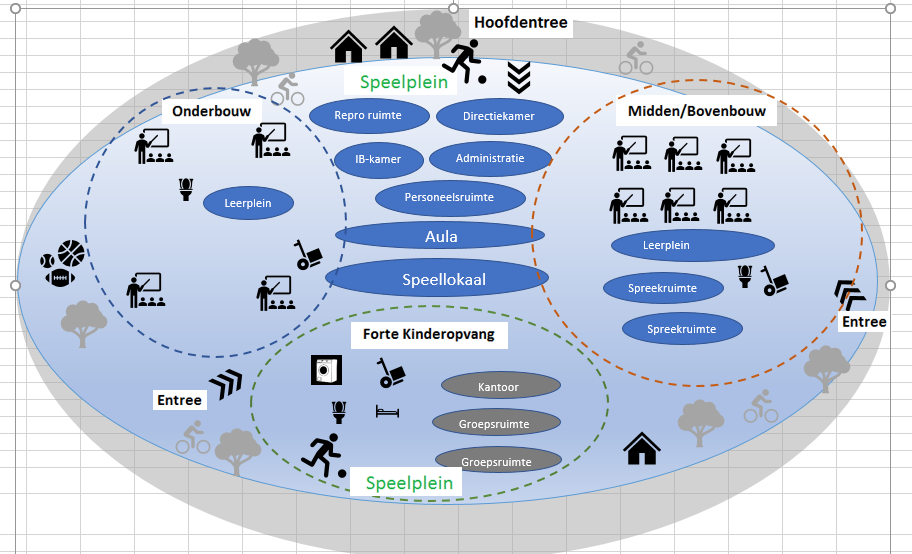 Hoofdentree
Speelplein
Onderbouw
Midden/Bovenbouw
Repro ruimte
Directiekamer
IB-kamer
Administratie
Personeelsruimte
Leerplein
Aula
Leerplein
Speellokaal
Spreekruimte
Entree
Spreekruimte
Forte Kinderopvang
Kantoor
Entree
Groepsruimte
Groepsruimte
Speelplein